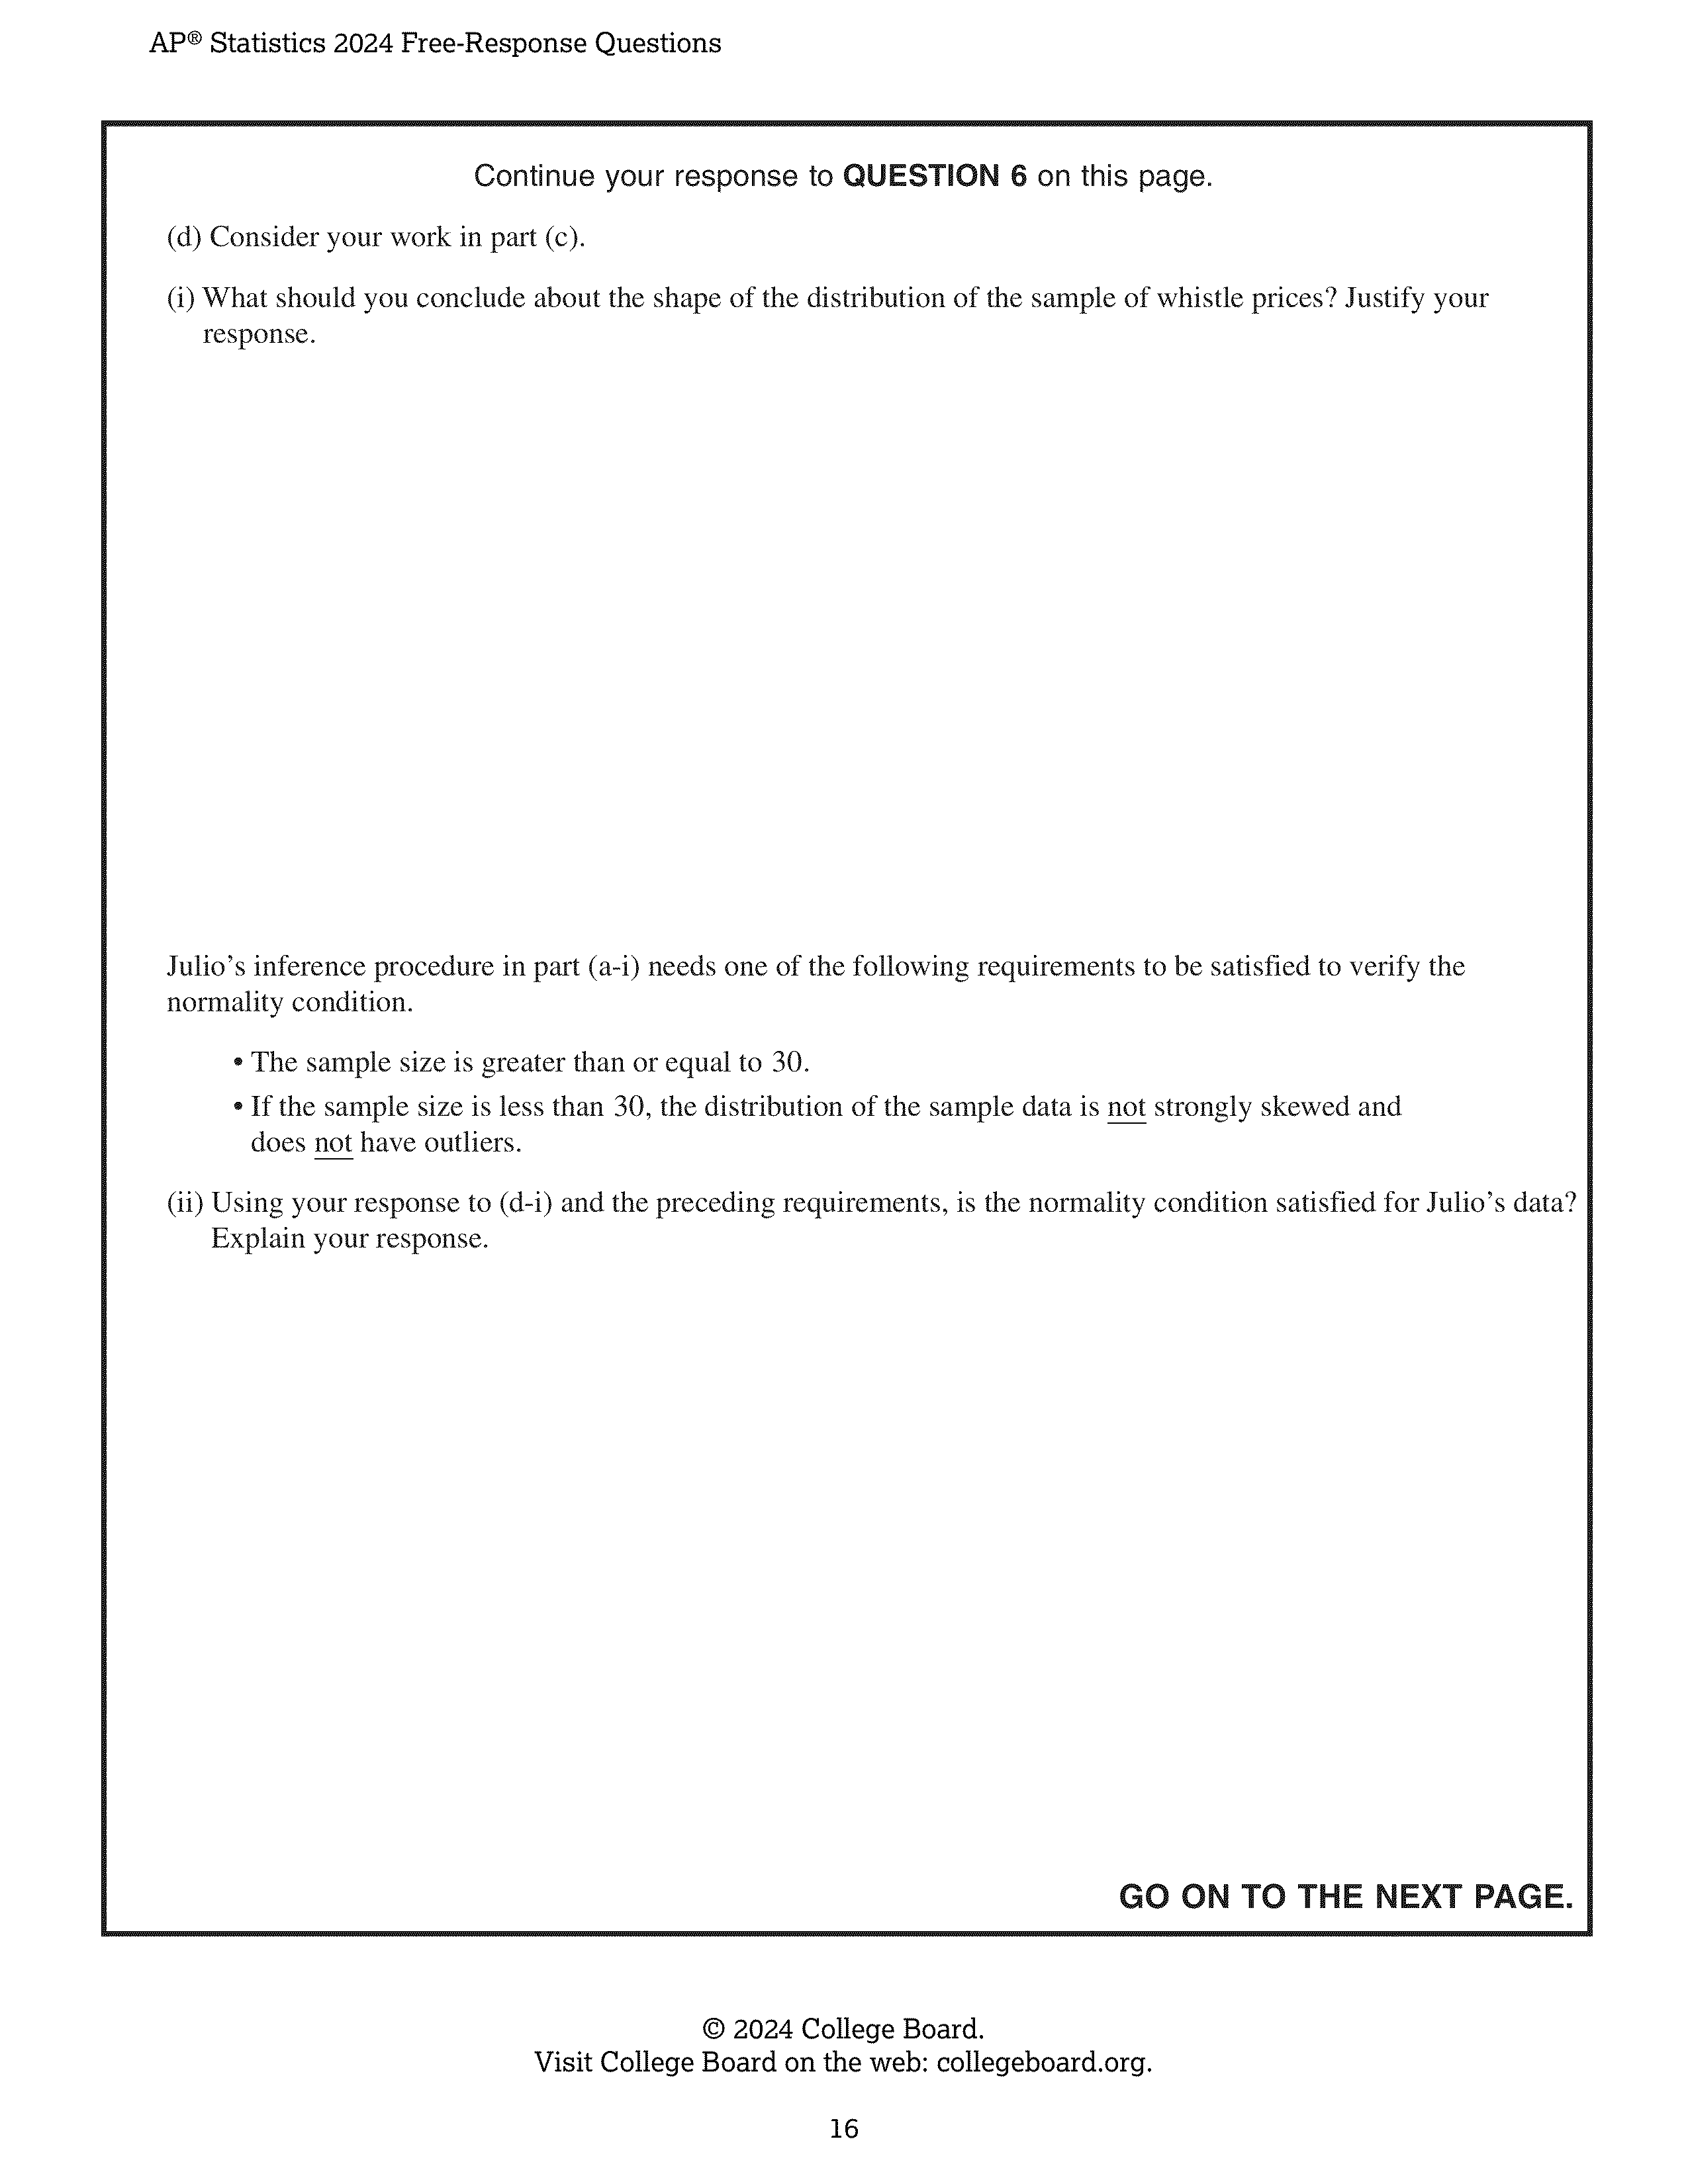 AP® Statistics 2024 Free-Response Questions
Continue your response to QUESTION 6 on this page.
(d) Consider your work in part (c).
(i) What should you conclude about the shape of the distribution of the sample of whistle prices? Justify your
response.
Julio’s inference procedure in part (a-i) needs one of the following requirements to be satisfied to verify the
normality condition.
• The sample size is greater than or equal to 30.
• If the sample size is less than 30, the distribution of the sample data is not strongly skewed and
does not have outliers.
(ii) Using your response to (d-i) and the preceding requirements, is the normality condition satisfied for Julio’s data?
Explain your response.
GO ON TO THE NEXT PAGE.
© 2024 College Board.
Visit College Board on the web: collegeboard.org.
16